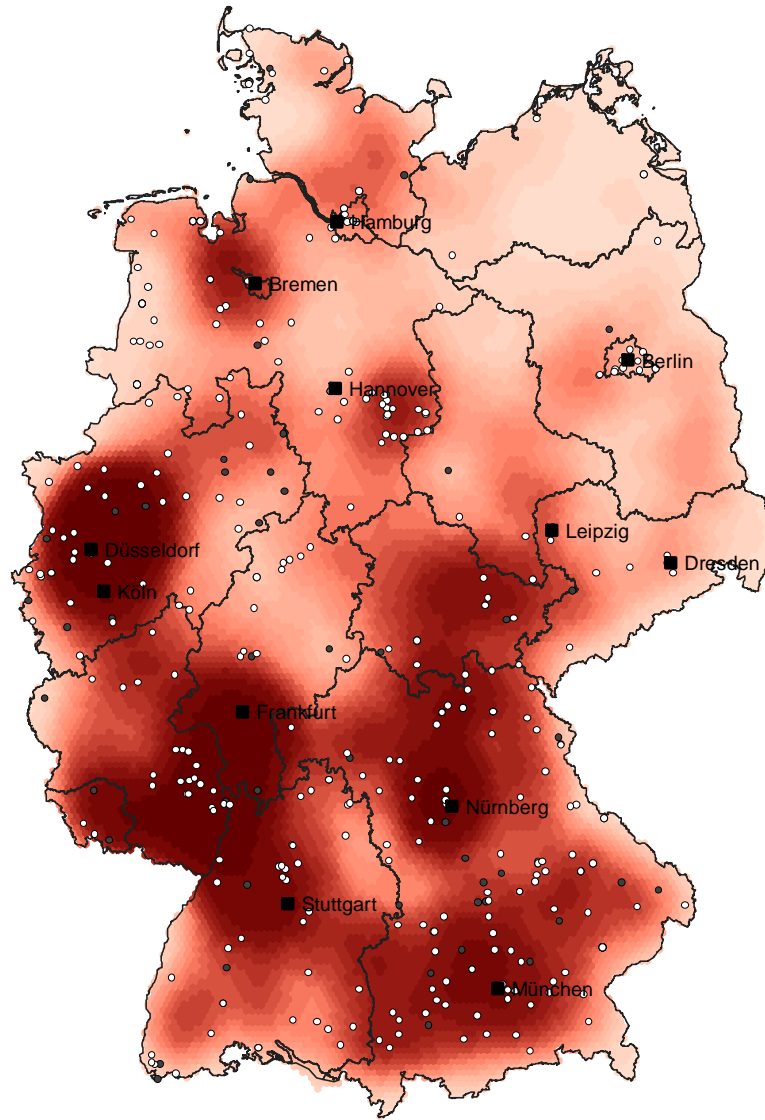 Hamburg
Bremen
Berlin
Hannover
Leipzig
Düsseldorf
Dresden
Köln
Frankfurt
Nürnberg
Stuttgart
München